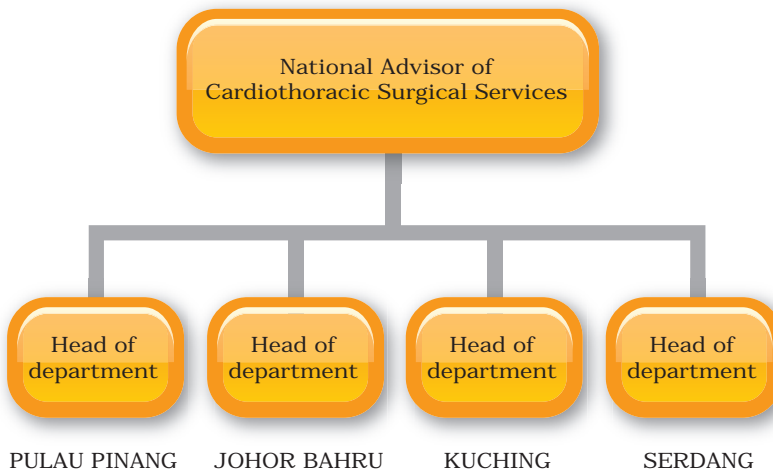 National Advisor of
Cardiothoracic Surgical Services
Head of
department
Head of
department
Head of
department
Head of
department
PULAU PINANG
JOHOR BAHRU
KUCHING
SERDANG